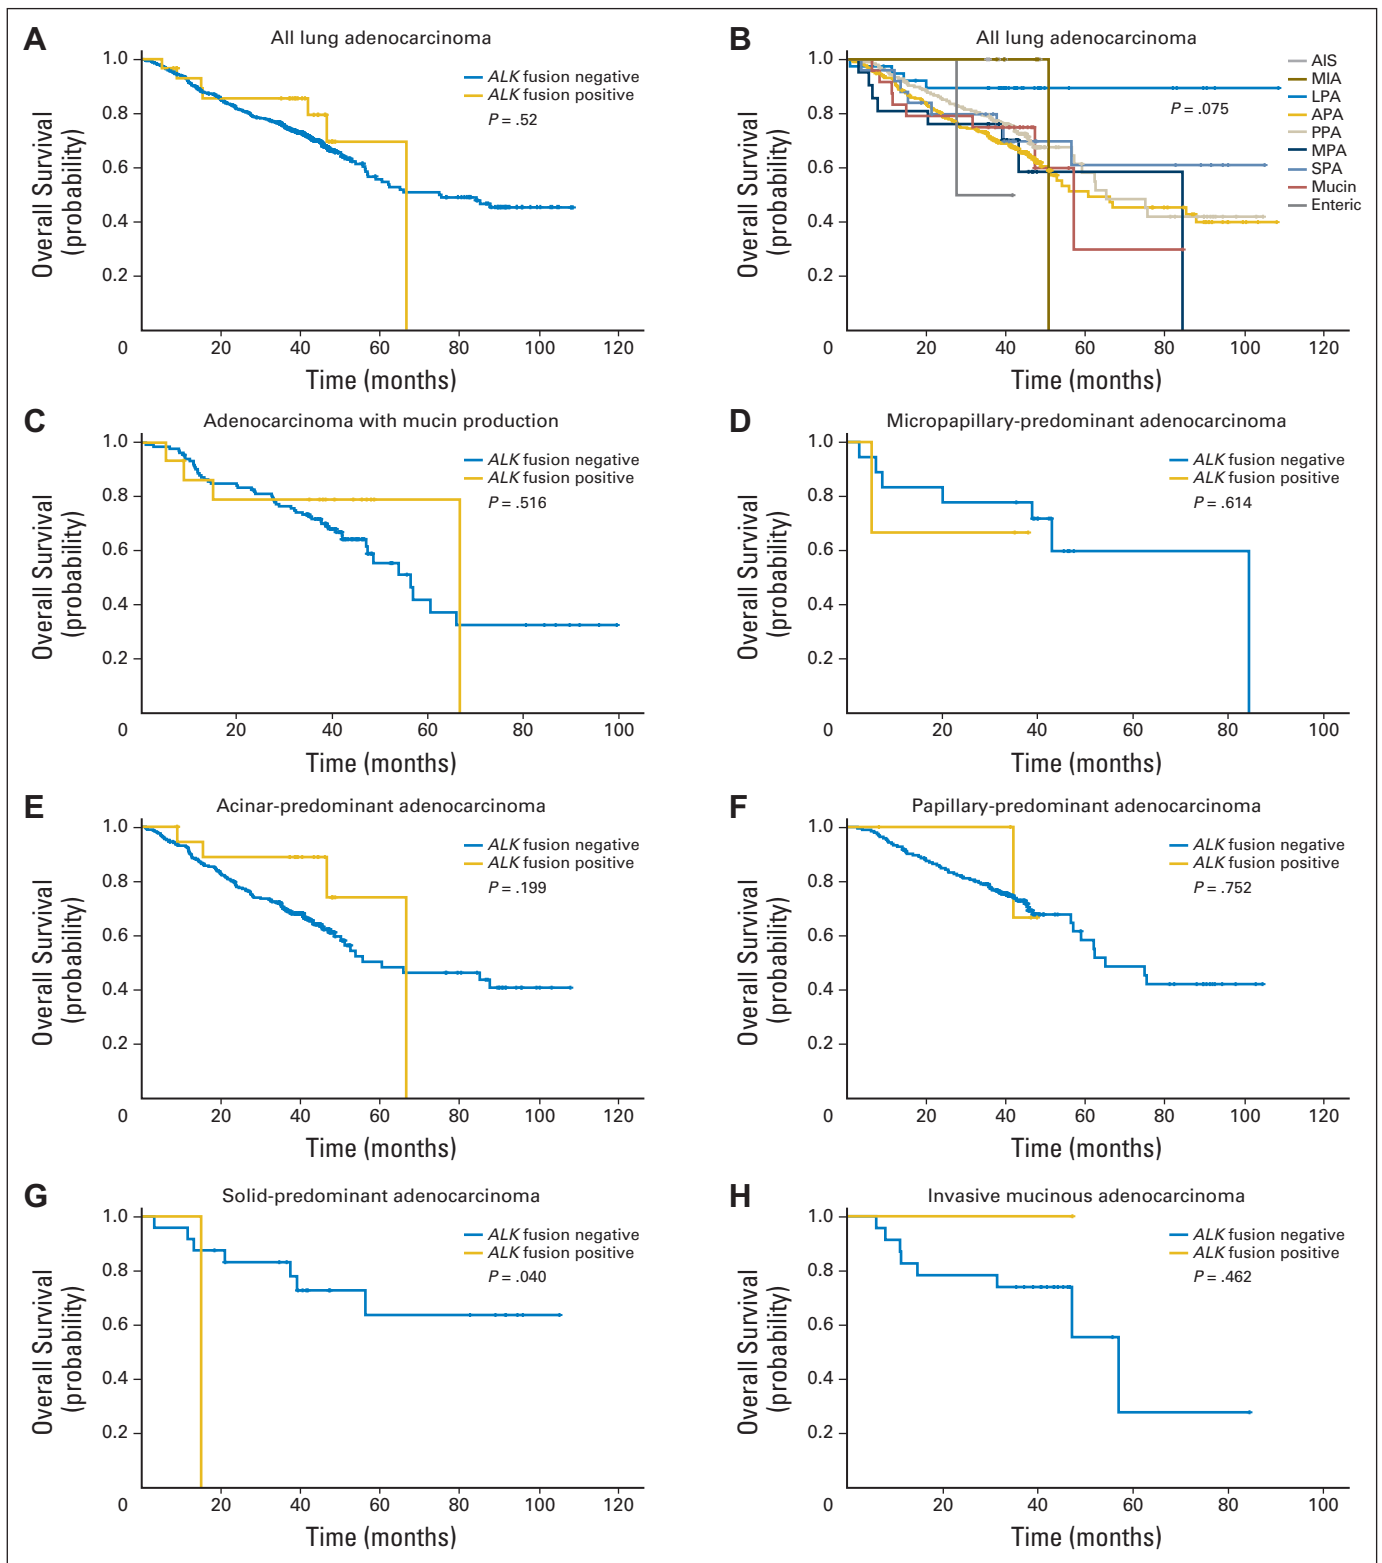 A
All lung adenocarcinoma
ALK fusion negative
ALK fusion positive
P = .52
Overall Survival
(probability)
1.0
0.8
0.6
0.4
0.2
0 20 40 60 80 100 120
Time (months)
B
All lung adenocarcinoma
AIS
MIA
LPA
APA
PPA
MPA
SPA
Mucin
Enteric
P = .075
Overall Survival
(probability)
1.0
0.8
0.6
0.4
0.2
0 20 40 60 80 100 120
Time (months)
C
Adenocarcinoma with mucin production
ALK fusion negative
ALK fusion positive
P = .516
Overall Survival
(probability)
1.0
0.8
0.6
0.4
0.2
0 20 40 60 80 100
Time (months)
D
Micropapillary-predominant adenocarcinoma
ALK fusion negative
ALK fusion positive
P = .614
Overall Survival
(probability)
1.0
0.8
0.6
0.4
0.2
0 20 40 60 80 100
Time (months)
E
Acinar-predominant adenocarcinoma
ALK fusion negative
ALK fusion positive
P = .199
Overall Survival
(probability)
1.0
0.8
0.6
0.4
0.2
0 20 40 60 80 100 120
Time (months)
F
Papillary-predominant adenocarcinoma
ALK fusion negative
ALK fusion positive
P = .752
Overall Survival
(probability)
1.0
0.8
0.6
0.4
0.2
0 20 40 60 80 100 120
Time (months)
G
Solid-predominant adenocarcinoma
ALK fusion negative
ALK fusion positive
P = .040
Overall Survival
(probability)
1.0
0.8
0.6
0.4
0.2
0 20 40 60 80 100 120
Time (months)
H
Invasive mucinous adenocarcinoma
ALK fusion negative
ALK fusion positive
P = .462
Overall Survival
(probability)
1.0
0.8
0.6
0.4
0.2
0 20 40 60 80 100
Time (months)